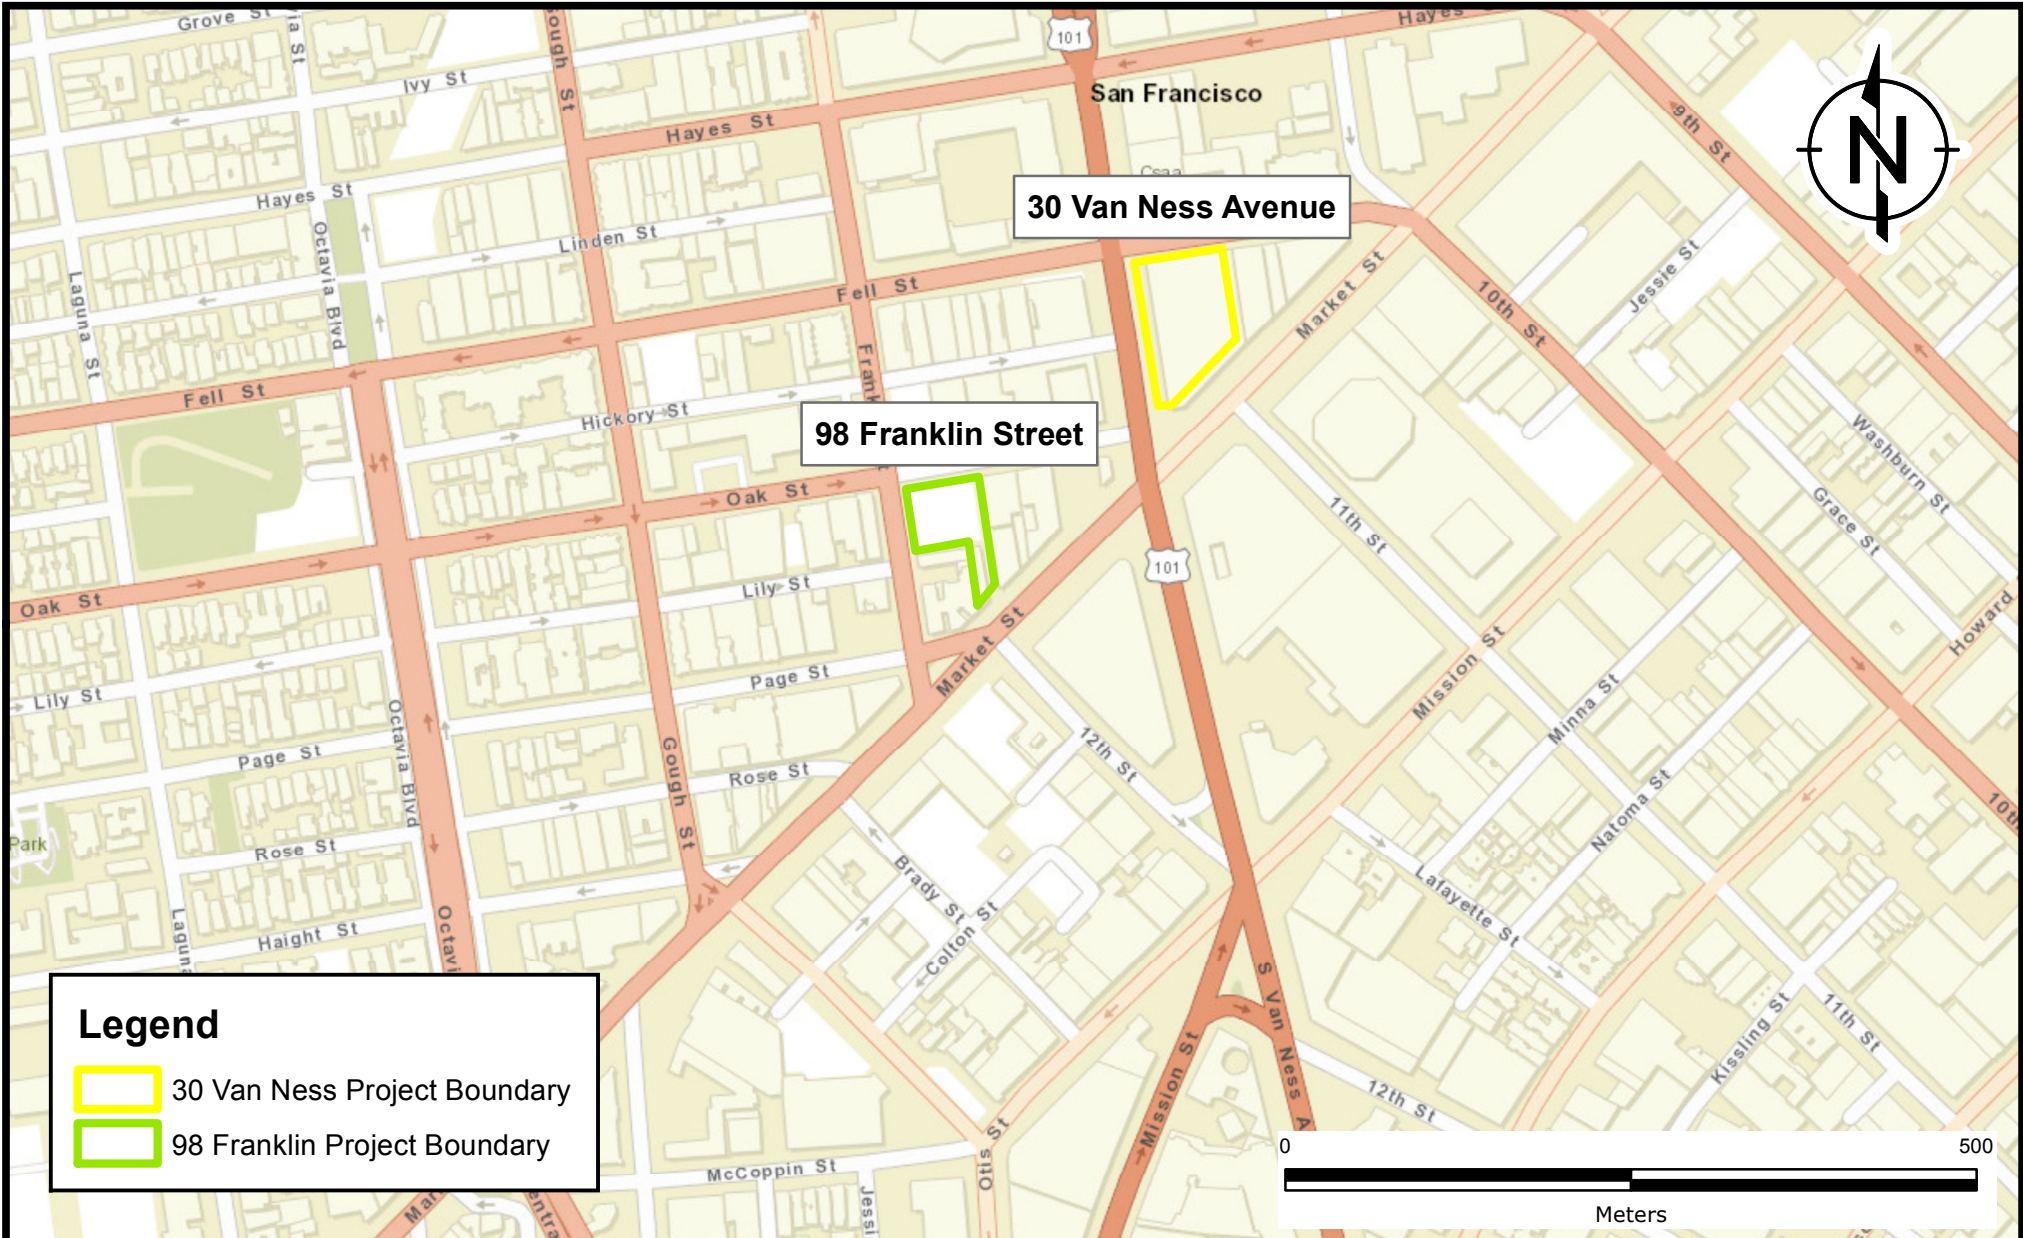 Grove St
Hayes
101
Ivy St
Gough St
San Francisco
Hayes St
9th St
N
Csaa
30 Van Ness Avenue
Hayes St
Octavia Blvd
Linden St
Laguna St
Fell St
Market St
10th St
Jessie St
Fell St
Hickory St
98 Franklin Street
Oak St
11th St
Washburn St
Grace St
101
Oak St
Lily St
Market St
Mission St
Howard
Lily St
Page St
Page St
Octavia Blvd
Gough St
Rose St
12th St
Minna St
Natoma St
Park
Rose St
Brady St
Colton St
Lafayette St
Haight St
S Van Ness A
Kissling St
11th St
12th St
Mission St
Otis St
McCoppin St
Legend
30 Van Ness Project Boundary
98 Franklin Project Boundary
0 500
Meters